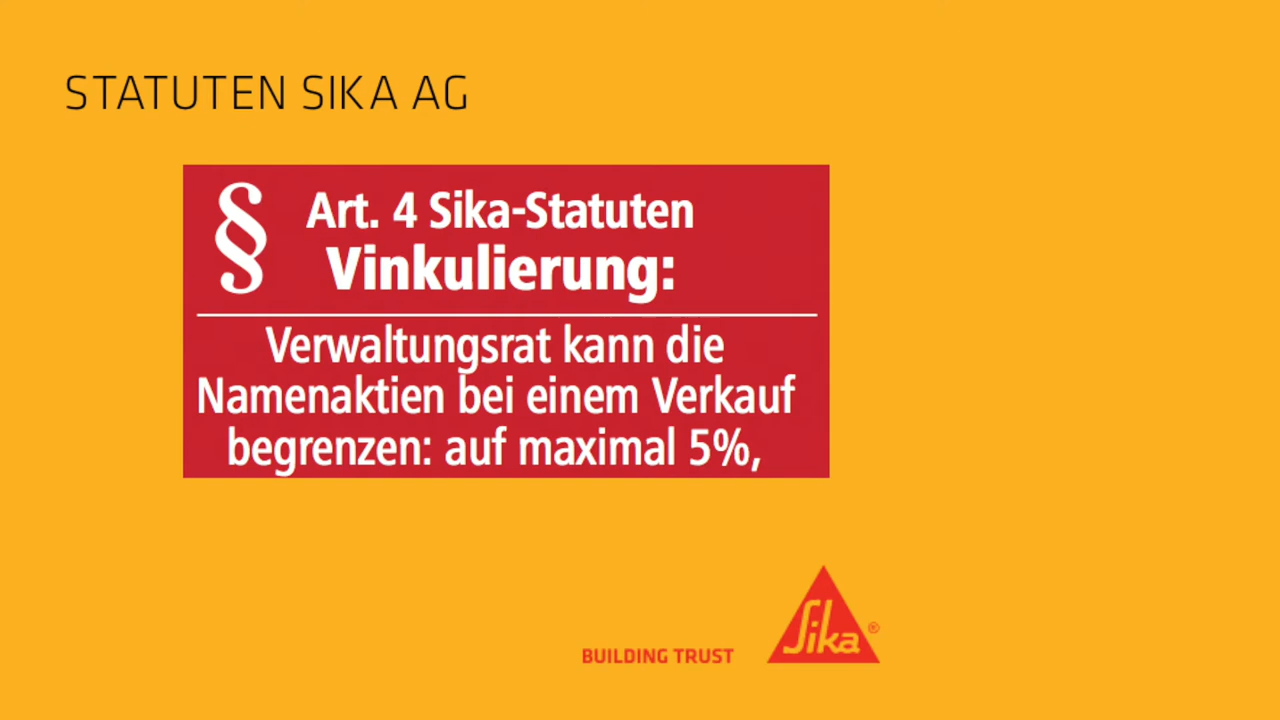 STATUTEN SIKA AG
§ Art. 4 Sika-Statuten
Vinkulierung:
Verwaltungsrat kann die
Namenaktien bei einem Verkauf
begrenzen: auf maximal 5%,
BUILDING TRUST
Sika®